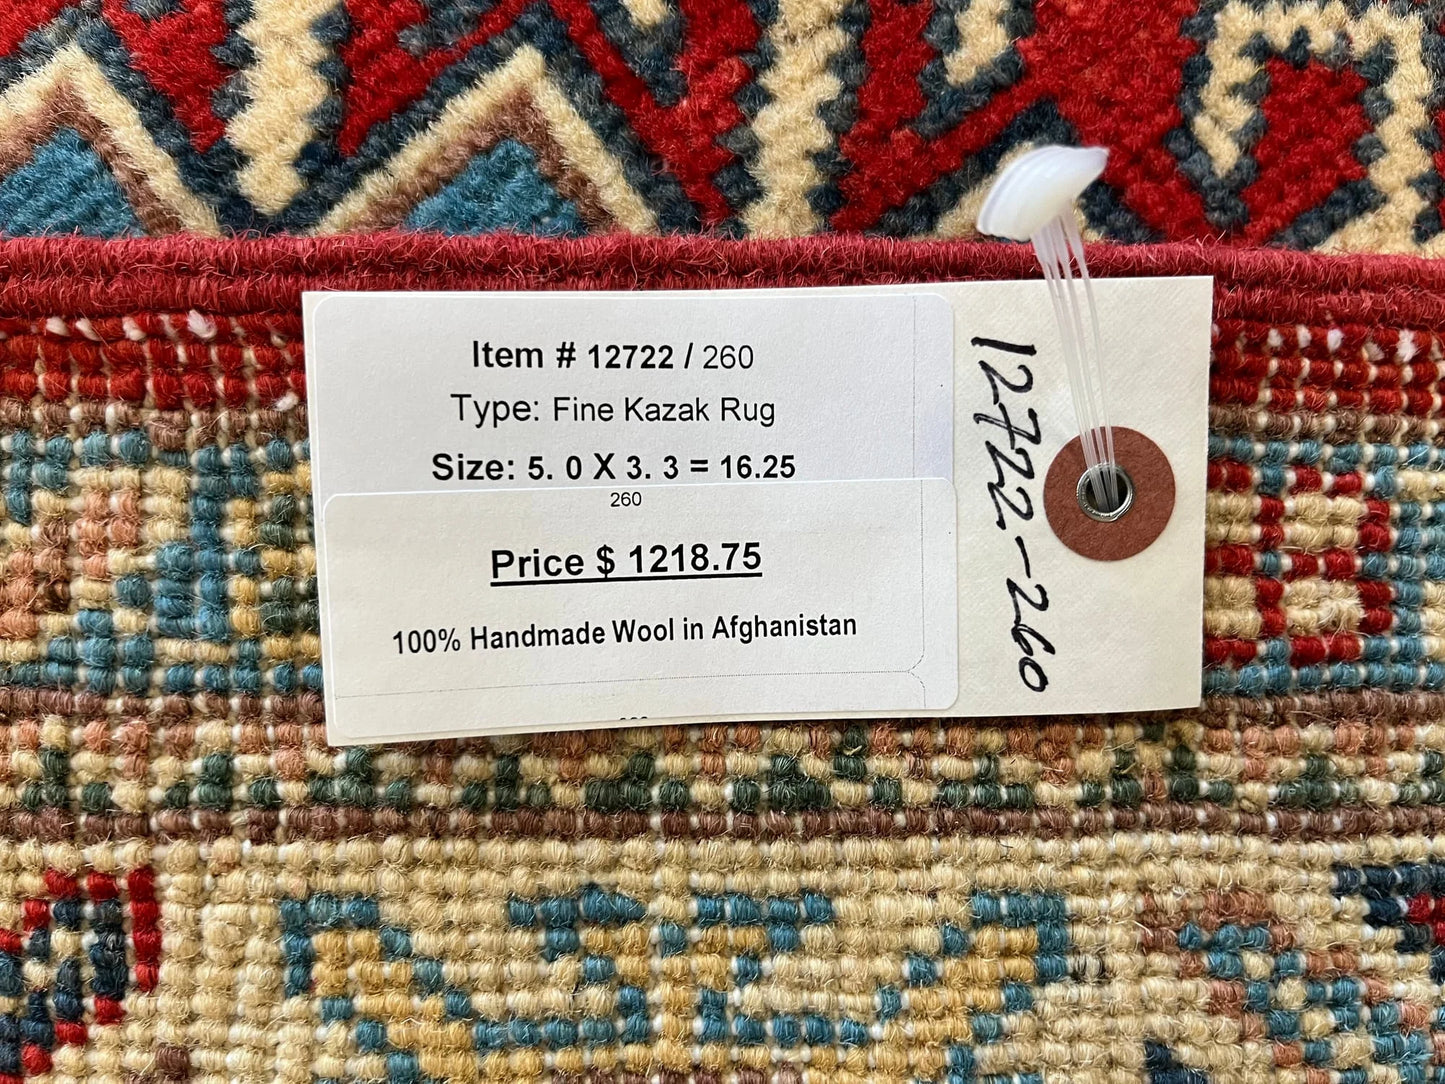 Item # 12722 / 260
Type: Fine Kazak Rug
Size: 5. 0 X 3. 3 = 16.25
260
Price $ 1218.75
100% Handmade Wool in Afghanistan
12722-260